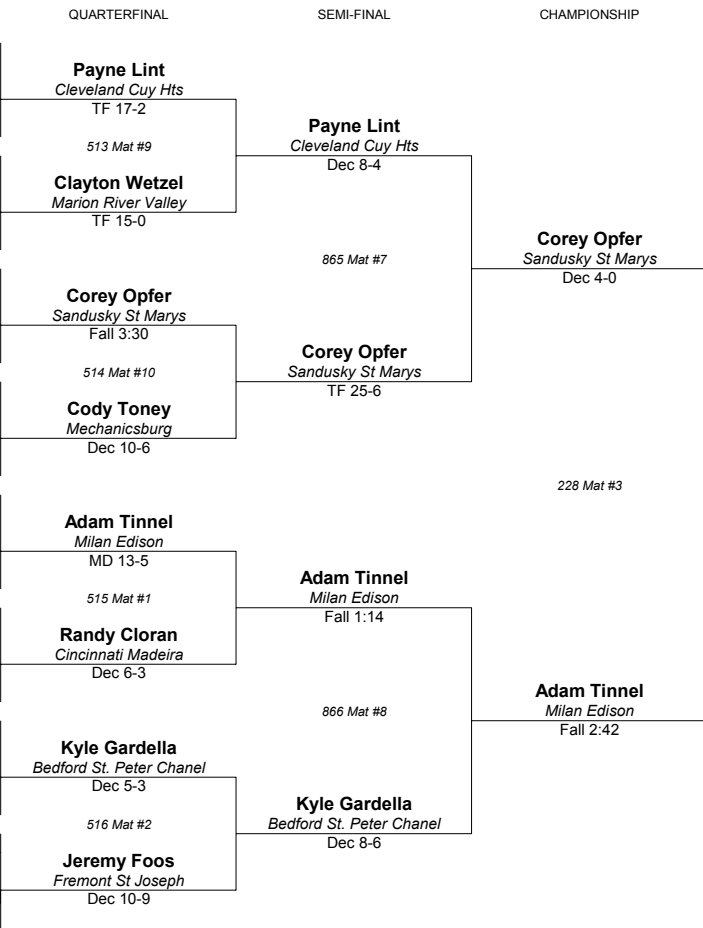 QUARTERFINAL
SEMI-FINAL
CHAMPIONSHIP
Payne Lint
Cleveland Cuy Hts
TF 17-2
513 Mat #9
Clayton Wetzel
Marion River Valley
TF 15-0
Payne Lint
Cleveland Cuy Hts
Dec 8-4
865 Mat #7
Corey Opfer
Sandusky St Marys
Fall 3:30
514 Mat #10
Cody Toney
Mechanicsburg
Dec 10-6
Corey Opfer
Sandusky St Marys
TF 25-6
Corey Opfer
Sandusky St Marys
Dec 4-0
228 Mat #3
Adam Tinnel
Milan Edison
MD 13-5
515 Mat #1
Randy Cloran
Cincinnati Madeira
Dec 6-3
Adam Tinnel
Milan Edison
Fall 1:14
866 Mat #8
Kyle Gardella
Bedford St. Peter Chanel
Dec 5-3
516 Mat #2
Jeremy Foos
Fremont St Joseph
Dec 10-9
Kyle Gardella
Bedford St. Peter Chanel
Dec 8-6
Adam Tinnel
Milan Edison
Fall 2:42